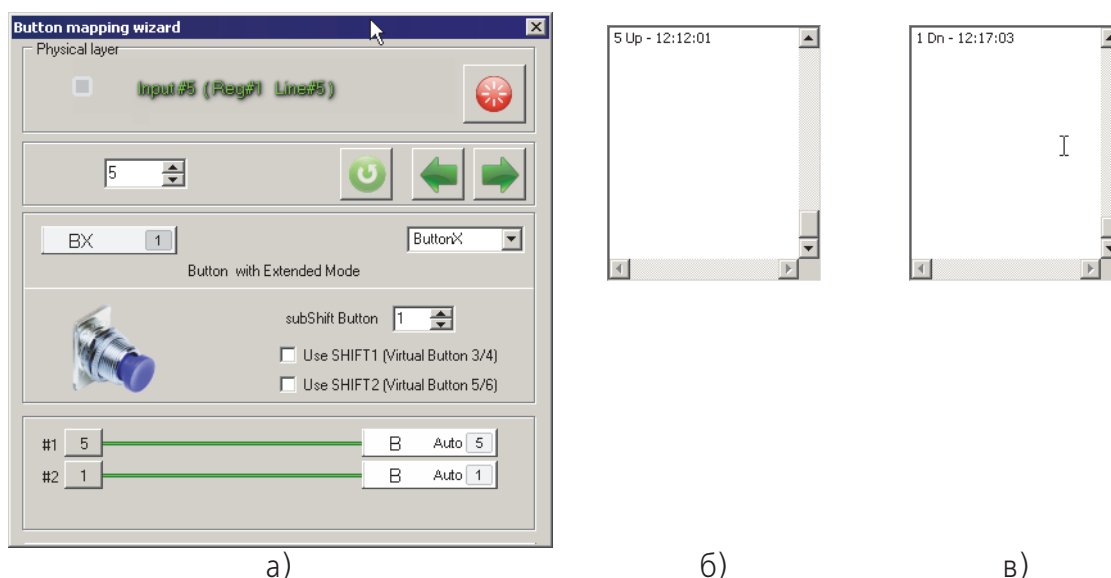 Button mapping wizard
Physical layer
Input#5 (Reg#1 Line#5)
5
BX 1
ButtonX
Button with Extended Mode
subShift Button 1
Use SHIFT1 (Virtual Button 3/4)
Use SHIFT2 (Virtual Button 5/6)
#1 5 B Auto 5
#2 1 B Auto 1
а)
5 Up - 12:12:01
б)
1 Dn - 12:17:03
в)